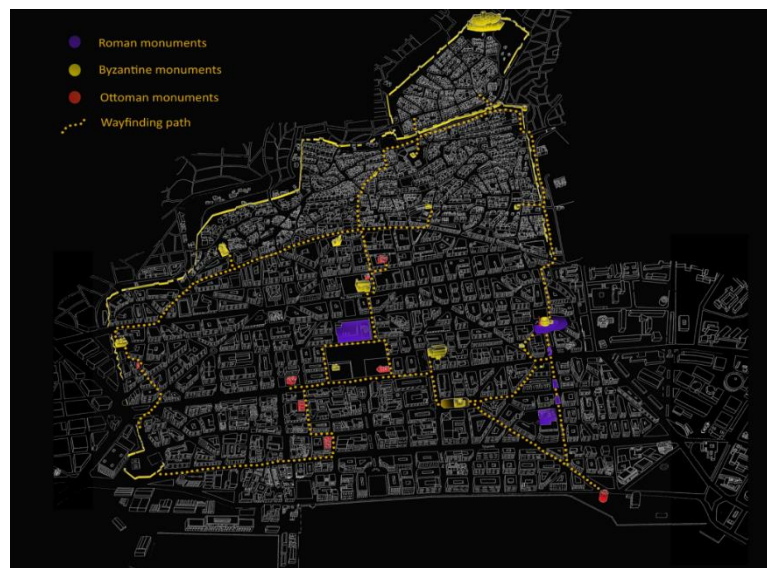 Roman monuments
Byzantine monuments
Ottoman monuments
Wayfinding path